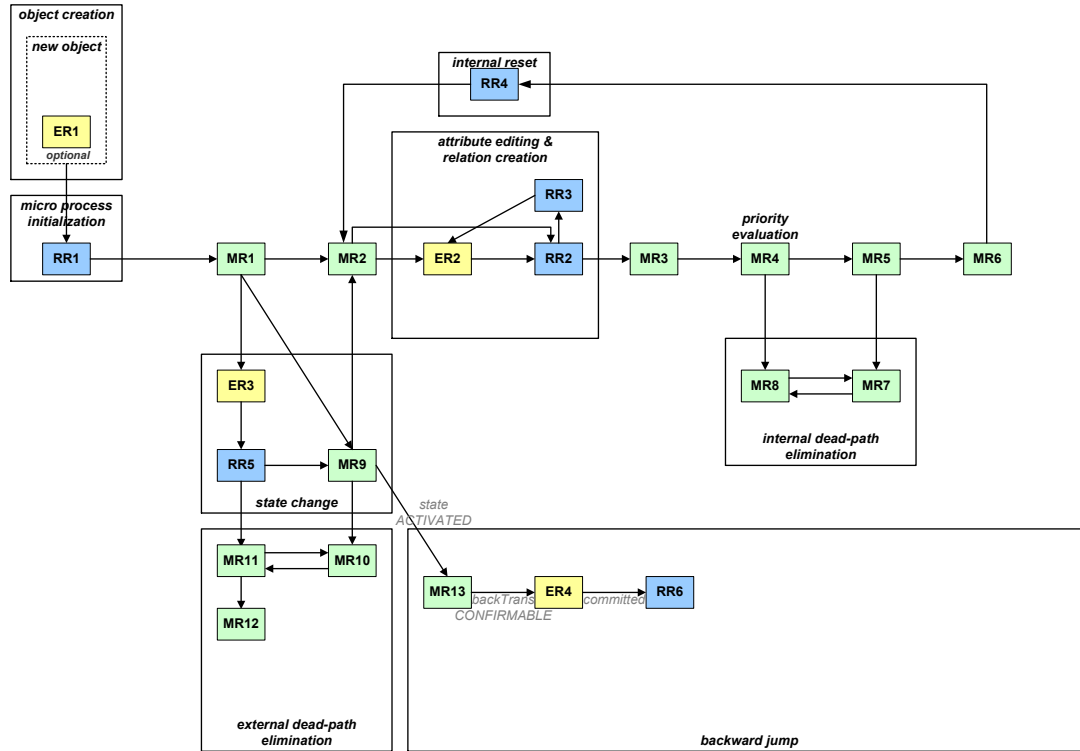 object creation
new object
ER1
optional
micro process
initialization
RR1
internal reset
RR4
attribute editing &
relation creation
RR3
MR1
MR2
ER2
RR2
MR3
priority
evaluation
MR4
MR5
MR6
ER3
RR5
MR9
state change
MR8
MR7
internal dead-path
elimination
state
ACTIVATED
MR11
MR10
MR12
external dead-path
elimination
MR13
backTrans
CONFIRMABLE
ER4
committed
RR6
backward jump